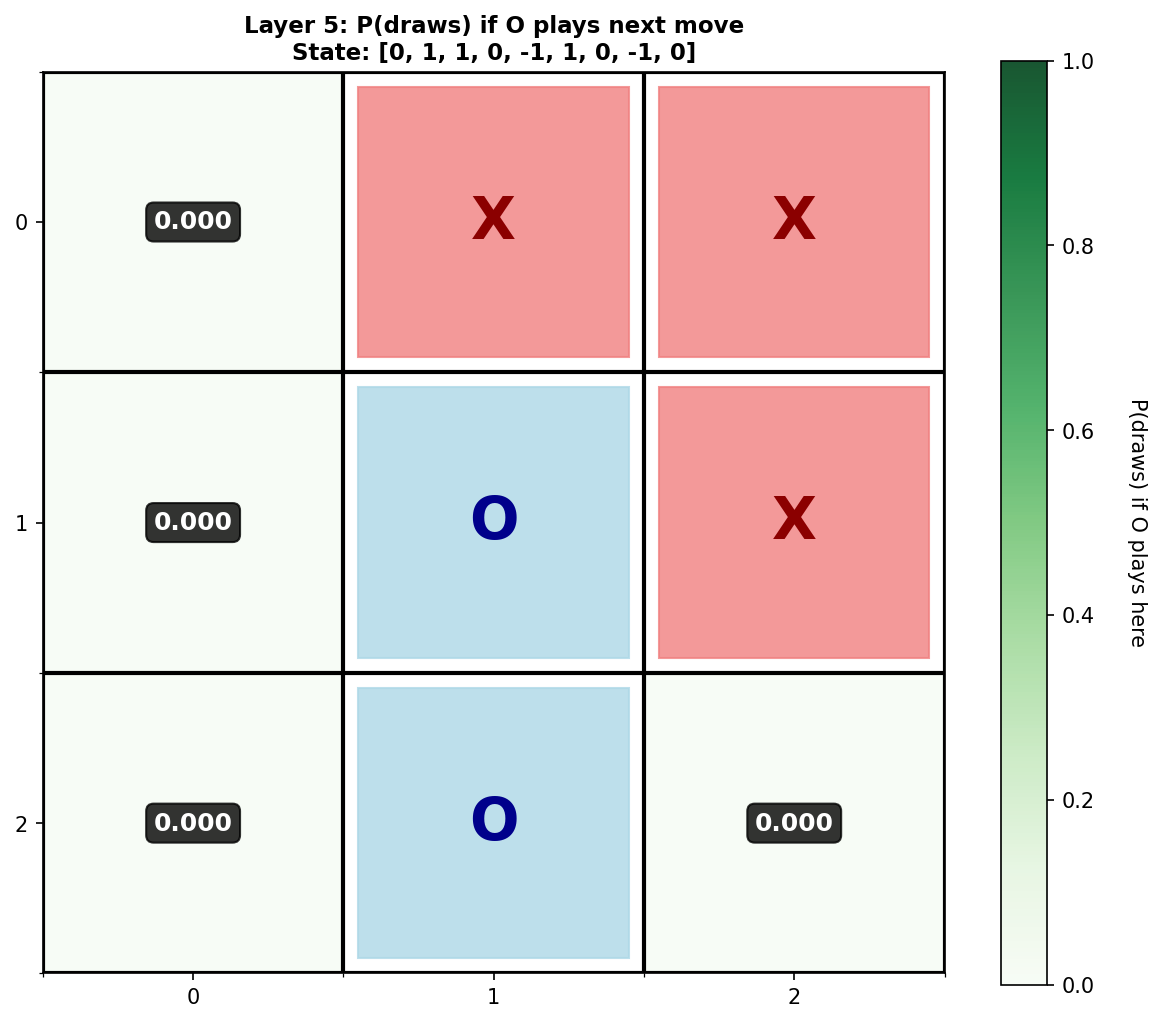 Layer 5: P(draws) if O plays next move
State: [0, 1, 1, 0, -1, 1, 0, -1, 0]
0 0.000 X X
1 0.000 O X
2 0.000 O 0.000
0 1 2
1.0
0.8
0.6
0.4
0.2
0.0
P(draws) if O plays here